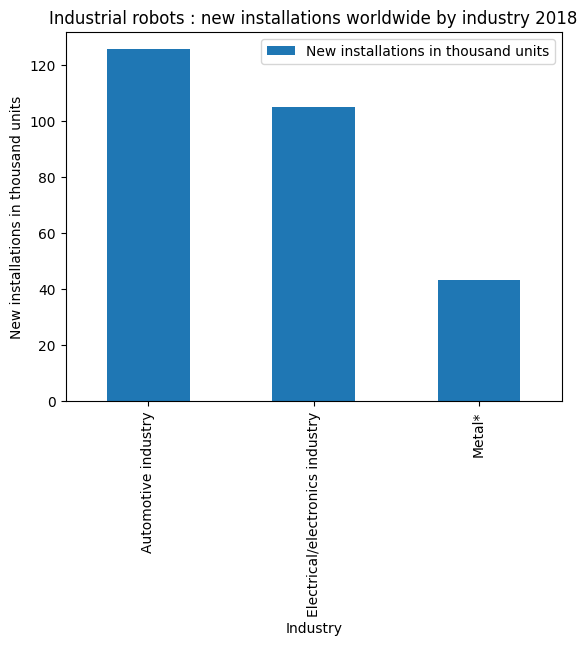 Industrial robots : new installations worldwide by industry 2018
New installations in thousand units
New installations in thousand units
120
100
80
60
40
20
0
Automotive industry
Electrical/electronics industry
Metal*
Industry